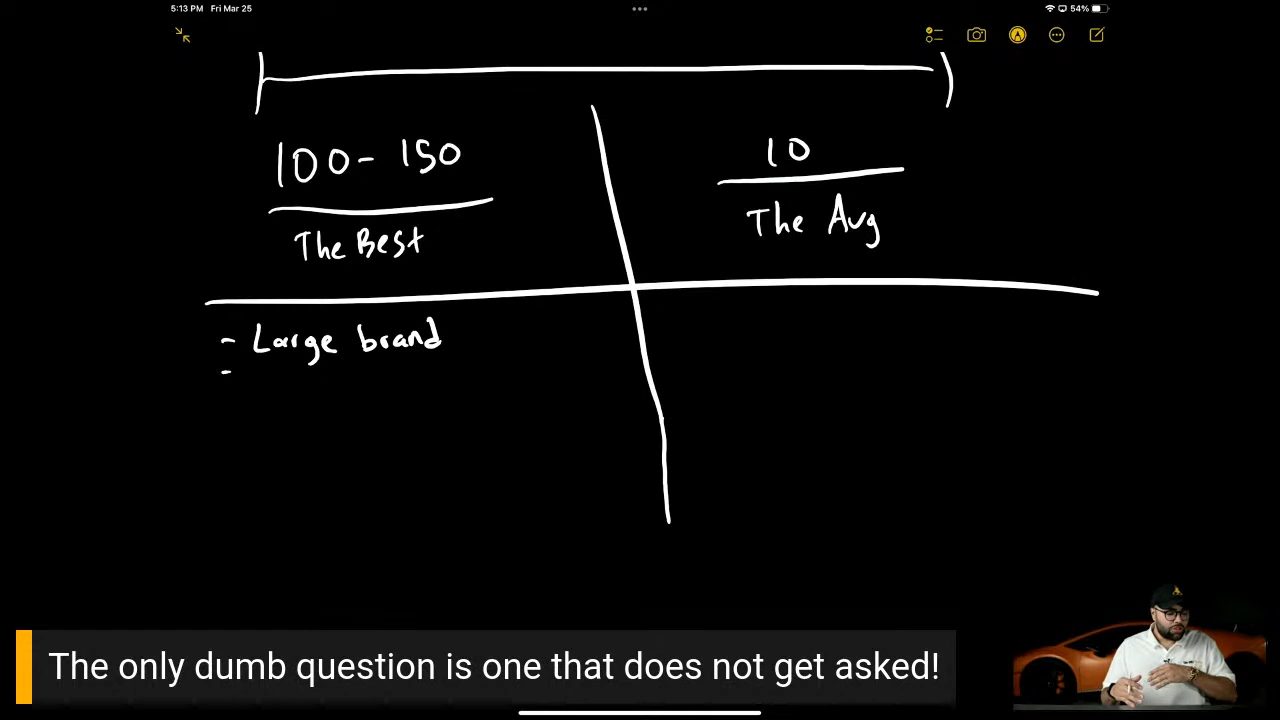 5:13 PM Fri Mar 25
54%
100- 150
10
The Best
The Avg
- Large brand
-
The only dumb question is one that does not get asked!